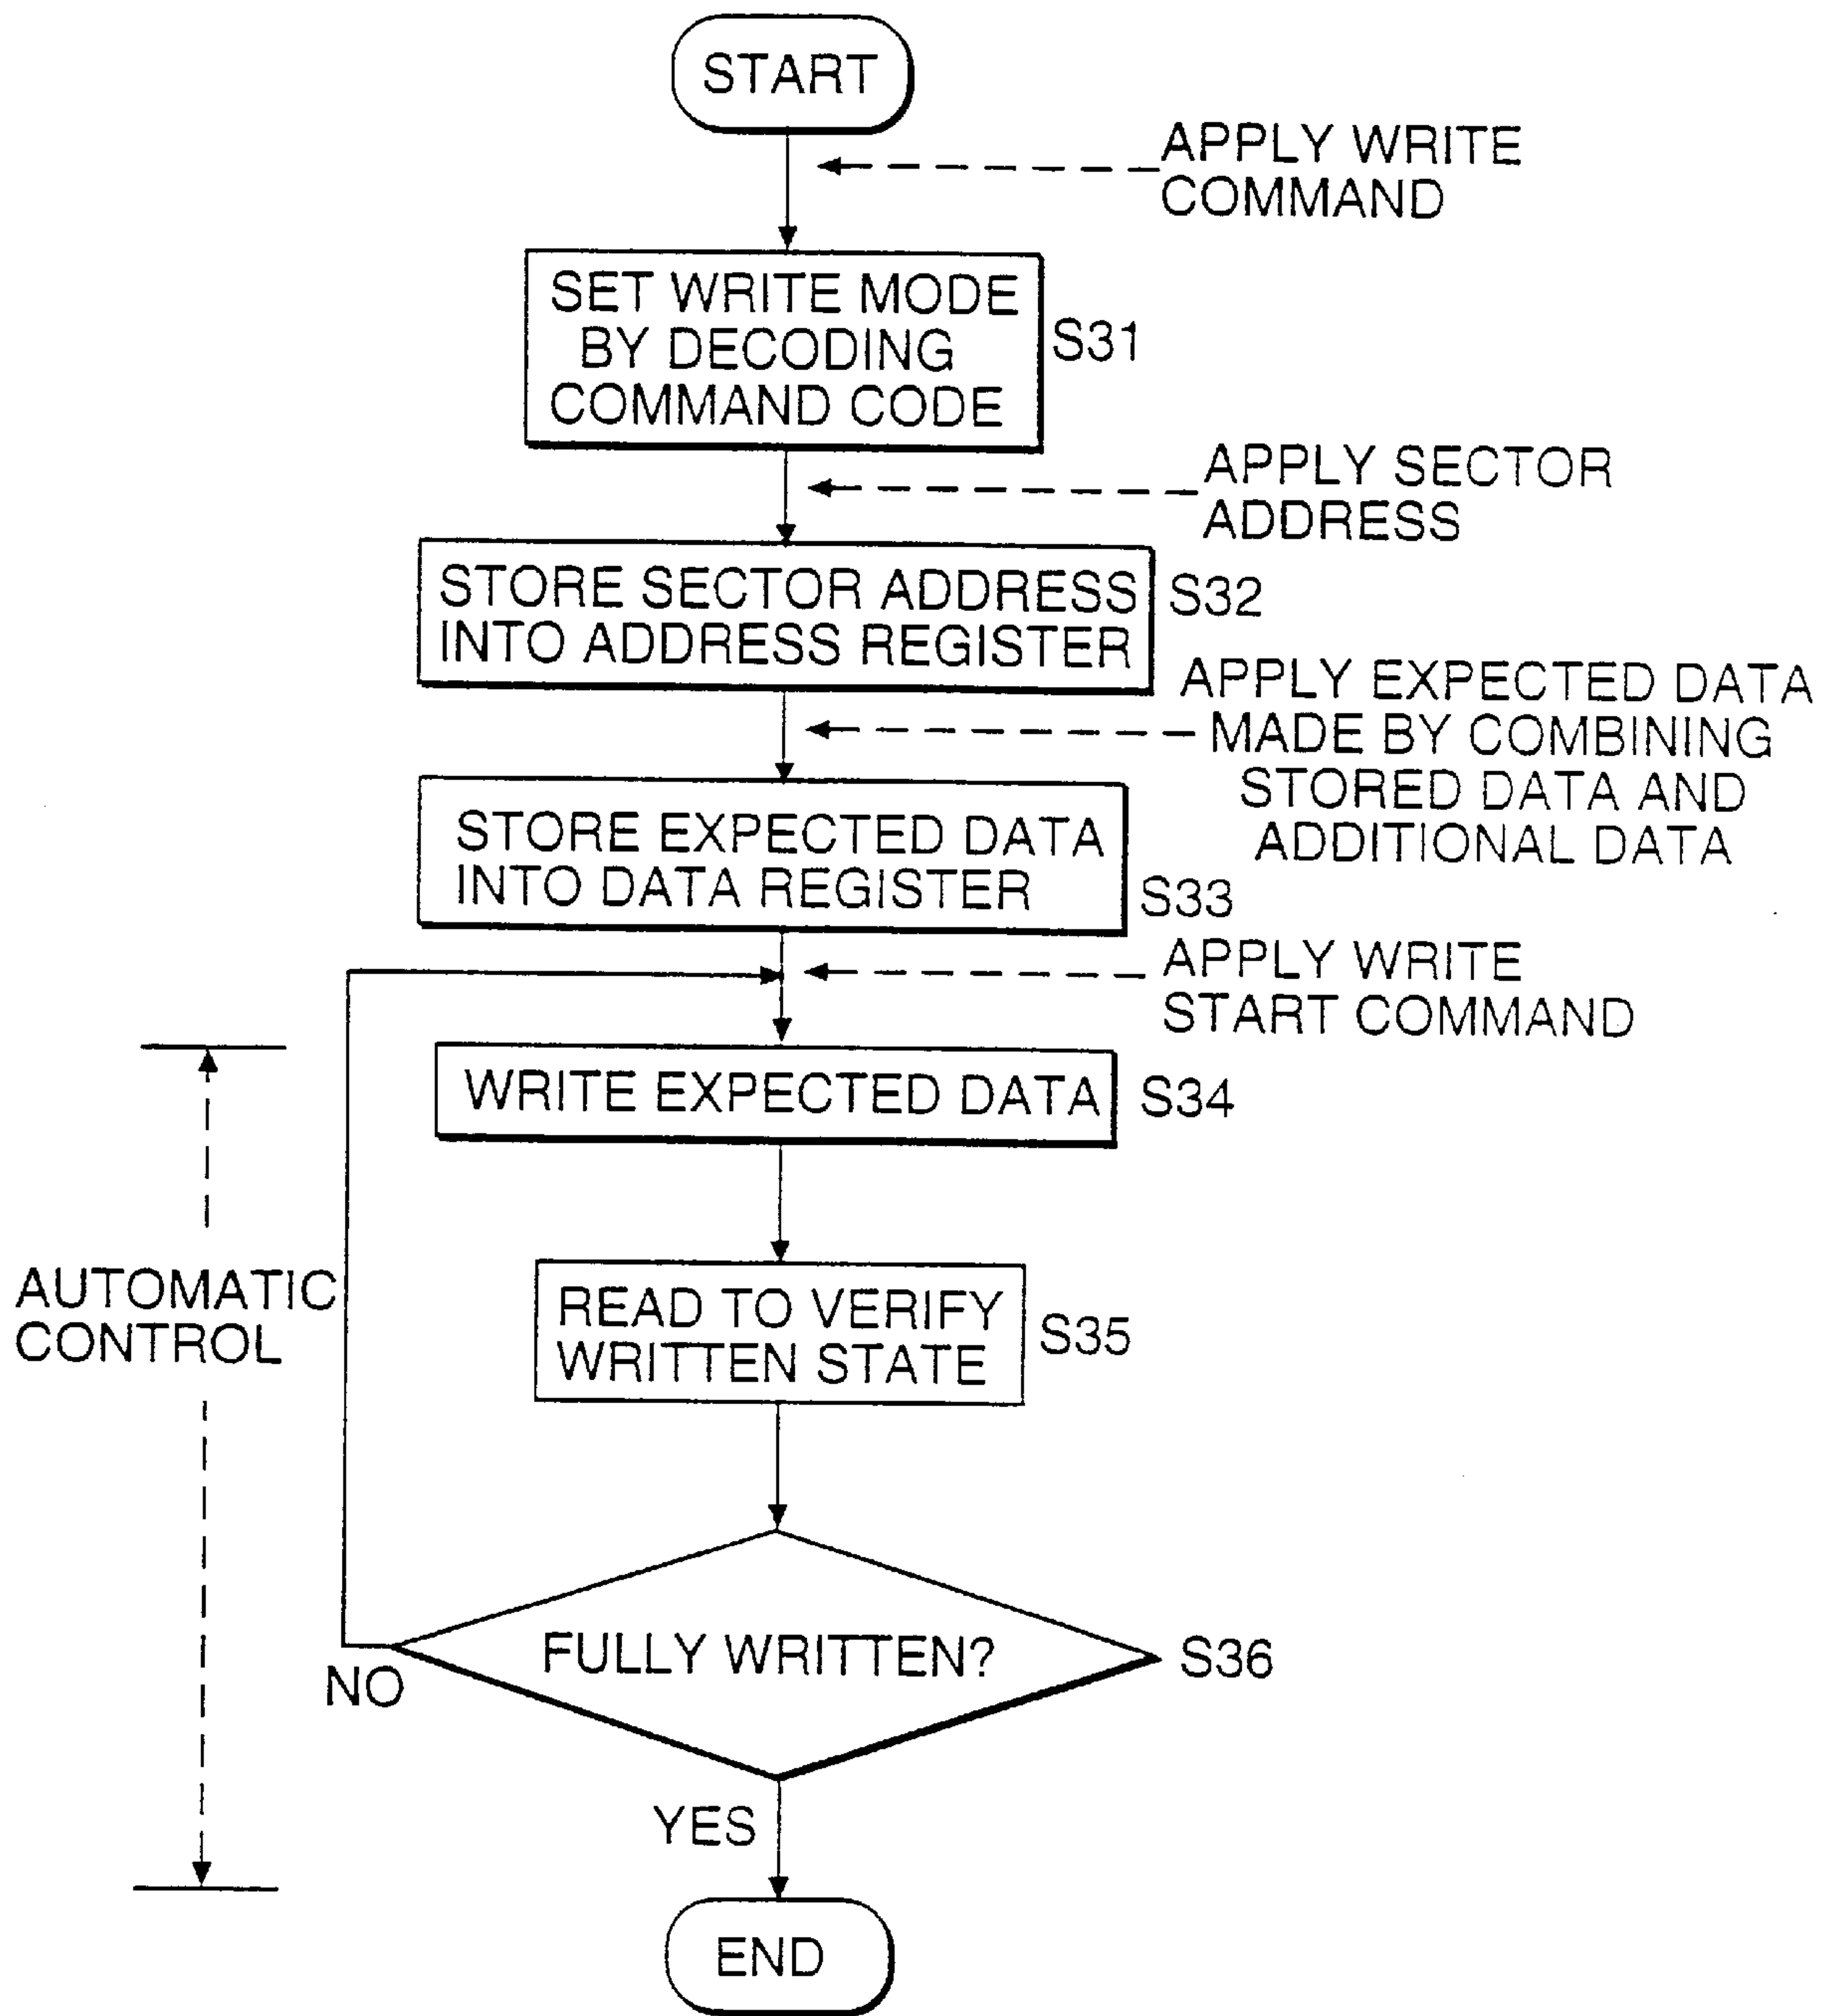 START
APPLY WRITE
COMMAND
SET WRITE MODE
BY DECODING
COMMAND CODE
S31
APPLY SECTOR
ADDRESS
STORE SECTOR ADDRESS
INTO ADDRESS REGISTER
S32
APPLY EXPECTED DATA
MADE BY COMBINING
STORED DATA AND
ADDITIONAL DATA
STORE EXPECTED DATA
INTO DATA REGISTER
S33
APPLY WRITE
START COMMAND
WRITE EXPECTED DATA
S34
AUTOMATIC
CONTROL
READ TO VERIFY
WRITTEN STATE
S35
FULLY WRITTEN?
S36
NO
YES
END